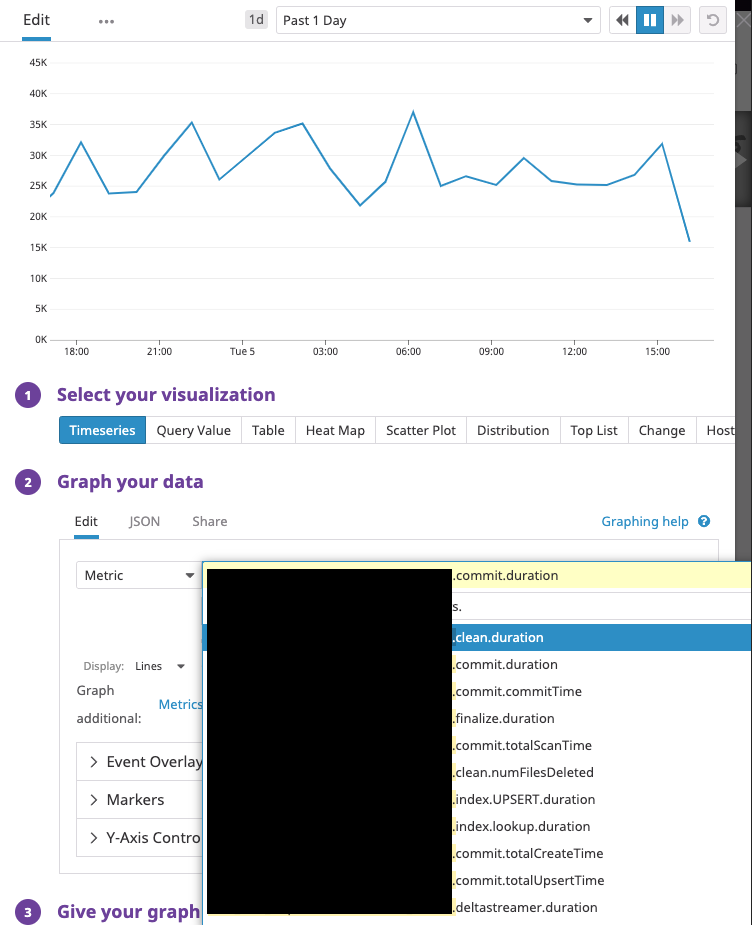 Edit ••• 1d Past 1 Day
45K
40K
35K
30K
25K
20K
15K
10K
5K
0K
18:00 21:00 Tue 5 03:00 06:00 09:00 12:00 15:00
1 Select your visualization
Timeseries Query Value Table Heat Map Scatter Plot Distribution Top List Change Host
2 Graph your data
Edit JSON Share Graphing help ?
Metric .commit.duration
s.
.clean.duration
Display: Lines .commit.duration
Graph .commit.commitTime
additional: Metrics .finalize.duration
.commit.totalScanTime
Event Overlay .clean.numFilesDeleted
Markers .index.UPSERT.duration
Y-Axis Contro .index.lookup.duration
.commit.totalCreateTime
.commit.totalUpsertTime
3 Give your graph .deltastreamer.duration